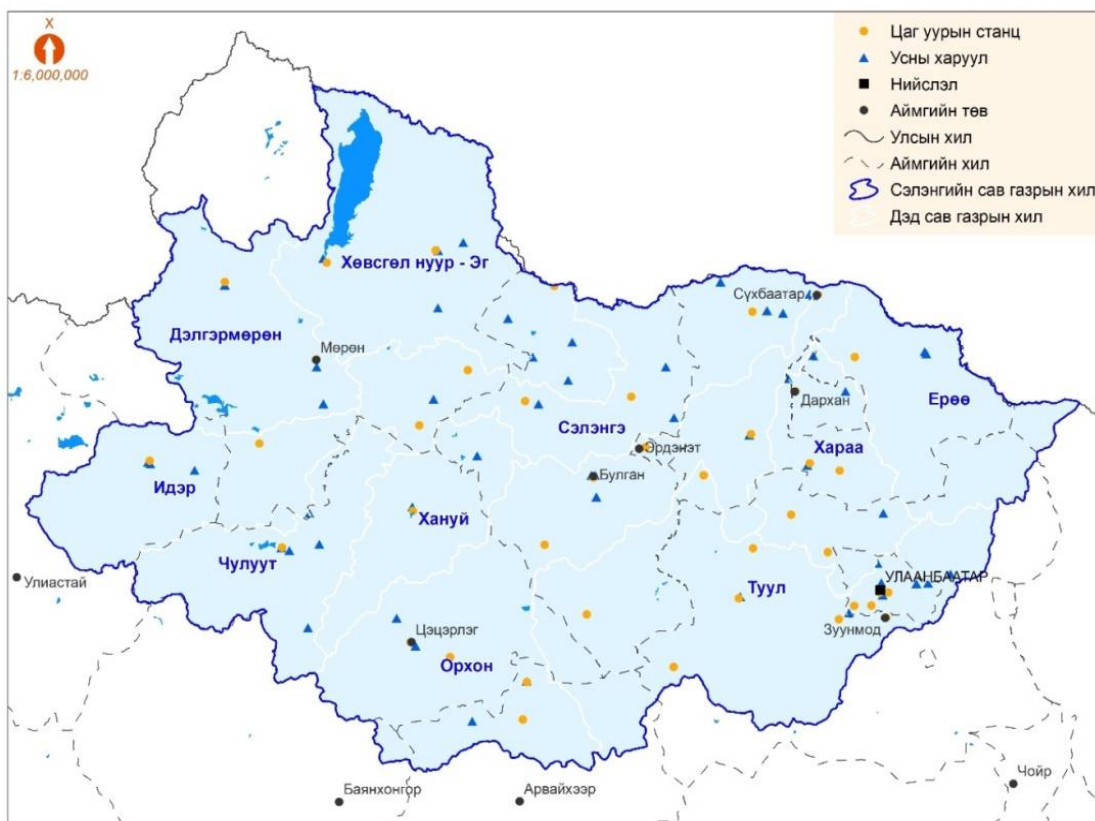 Х
1:6,000,000
Цаг уурын станц
Усны харуул
Нийслэл
Аймгийн төв
Улсын хил
Аймгийн хил
Сэлэнгийн сав газрын хил
Дэд сав газрын хил
Хөвсгөл нуур - Эг
Сүхбаатар
Дэлгэрмөрөн
Мөрөн
Дархан
Ерөө
Сэлэнгэ
Эрдэнэт
Хараа
Булган
Идэр
Хануй
Чулуут
Улиастай
УЛААНБААТАР
Туул
Зуунмод
Цэцэрлэг
Орхон
Чойр
Баянхонгор
Арвайхээр